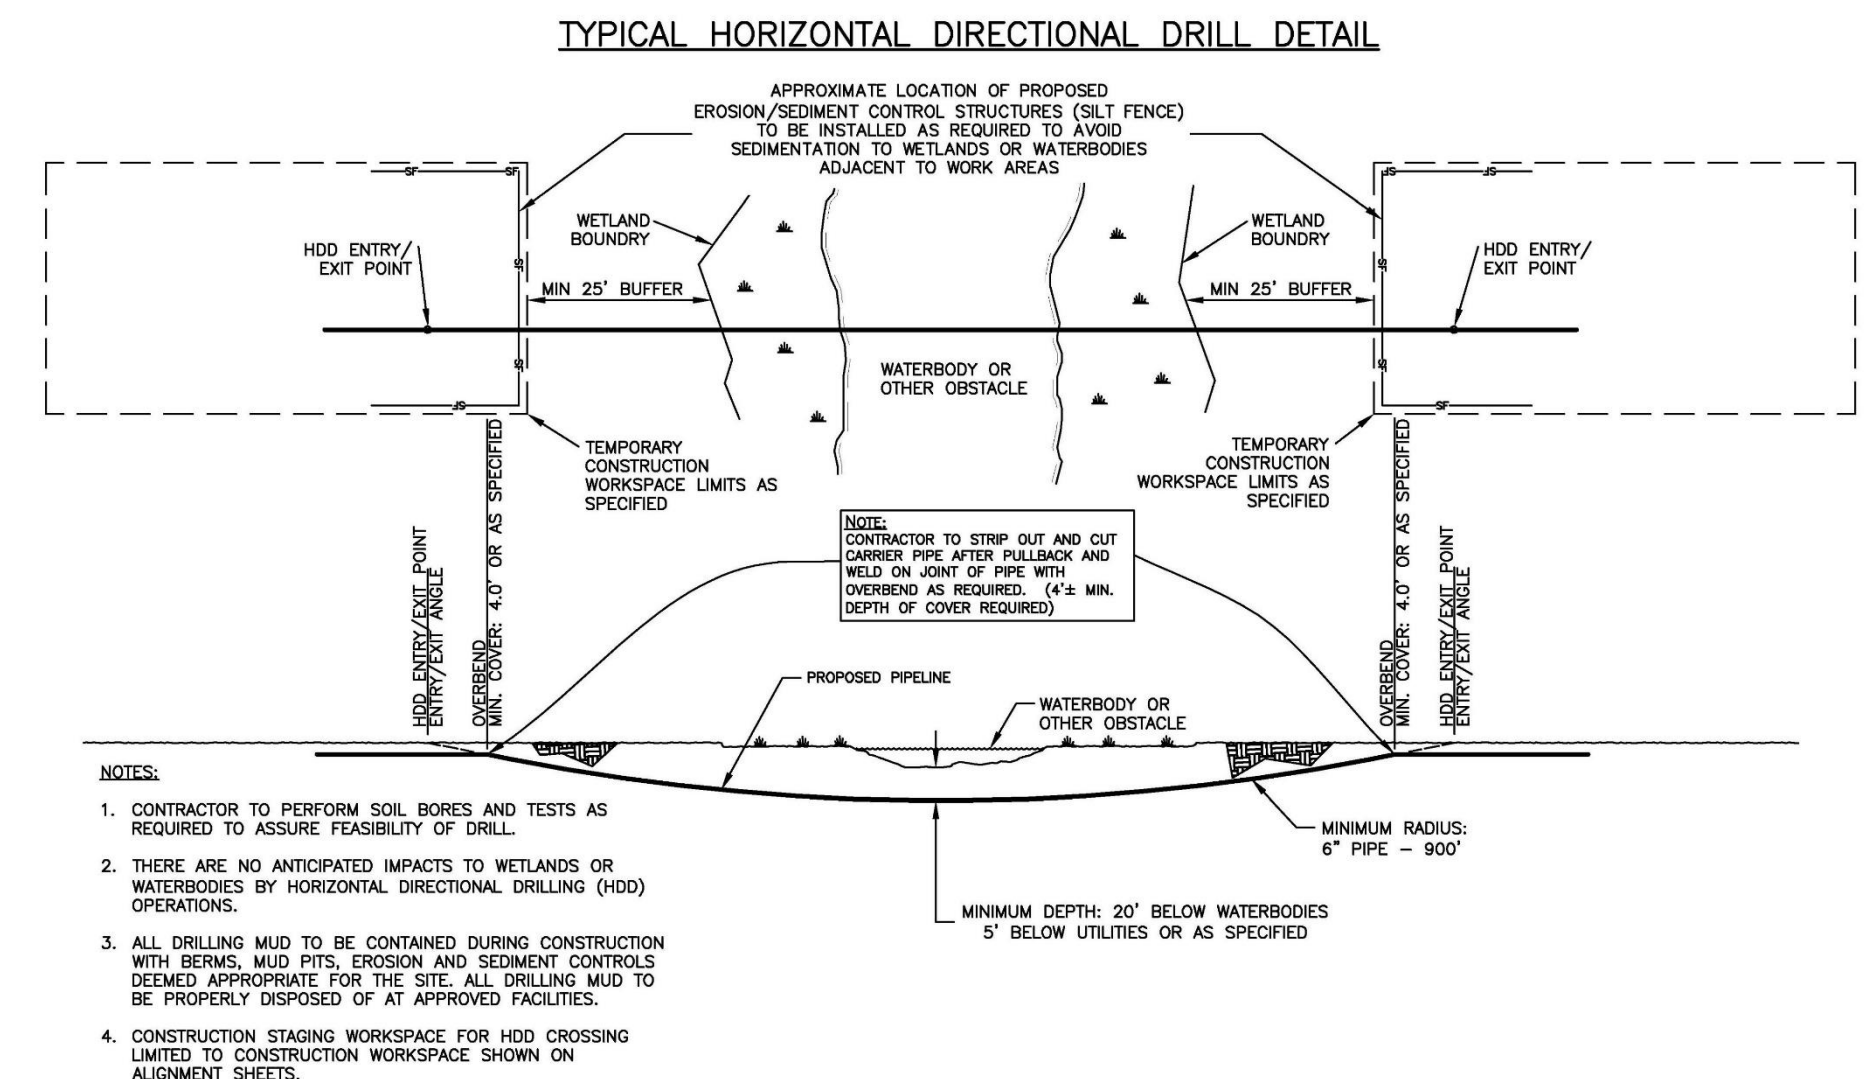 TYPICAL HORIZONTAL DIRECTIONAL DRILL DETAIL
APPROXIMATE LOCATION OF PROPOSED
EROSION/SEDIMENT CONTROL STRUCTURES (SILT FENCE)
TO BE INSTALLED AS REQUIRED TO AVOID
SEDIMENTATION TO WETLANDS OR WATERBODIES
ADJACENT TO WORK AREAS
SF
SF
SF
SF
SF
SF
SF
SF
SF
SF
WETLAND
BOUNDRY
WETLAND
BOUNDRY
HDD ENTRY/
EXIT POINT
HDD ENTRY/
EXIT POINT
MIN 25' BUFFER
MIN 25' BUFFER
WATERBODY OR
OTHER OBSTACLE
TEMPORARY
CONSTRUCTION
WORKSPACE LIMITS AS
SPECIFIED
TEMPORARY
CONSTRUCTION
WORKSPACE LIMITS AS
SPECIFIED
HDD ENTRY/EXIT POINT
ENTRY/EXIT ANGLE
OVERBEND
MIN. COVER: 4.0' OR AS SPECIFIED
NOTE:
CONTRACTOR TO STRIP OUT AND CUT
CARRIER PIPE AFTER PULLBACK AND
WELD ON JOINT OF PIPE WITH
OVERBEND AS REQUIRED. (4'± MIN.
DEPTH OF COVER REQUIRED)
OVERBEND
MIN. COVER: 4.0' OR AS SPECIFIED
HDD ENTRY/EXIT POINT
ENTRY/EXIT ANGLE
PROPOSED PIPELINE
WATERBODY OR
OTHER OBSTACLE
MINIMUM RADIUS:
6" PIPE - 900'
MINIMUM DEPTH: 20' BELOW WATERBODIES
5' BELOW UTILITIES OR AS SPECIFIED
NOTES:
1. CONTRACTOR TO PERFORM SOIL BORES AND TESTS AS
REQUIRED TO ASSURE FEASIBILITY OF DRILL.
2. THERE ARE NO ANTICIPATED IMPACTS TO WETLANDS OR
WATERBODIES BY HORIZONTAL DIRECTIONAL DRILLING (HDD)
OPERATIONS.
3. ALL DRILLING MUD TO BE CONTAINED DURING CONSTRUCTION
WITH BERMS, MUD PITS, EROSION AND SEDIMENT CONTROLS
DEEMED APPROPRIATE FOR THE SITE. ALL DRILLING MUD TO
BE PROPERLY DISPOSED OF AT APPROVED FACILITIES.
4. CONSTRUCTION STAGING WORKSPACE FOR HDD CROSSING
LIMITED TO CONSTRUCTION WORKSPACE SHOWN ON
ALIGNMENT SHEETS.